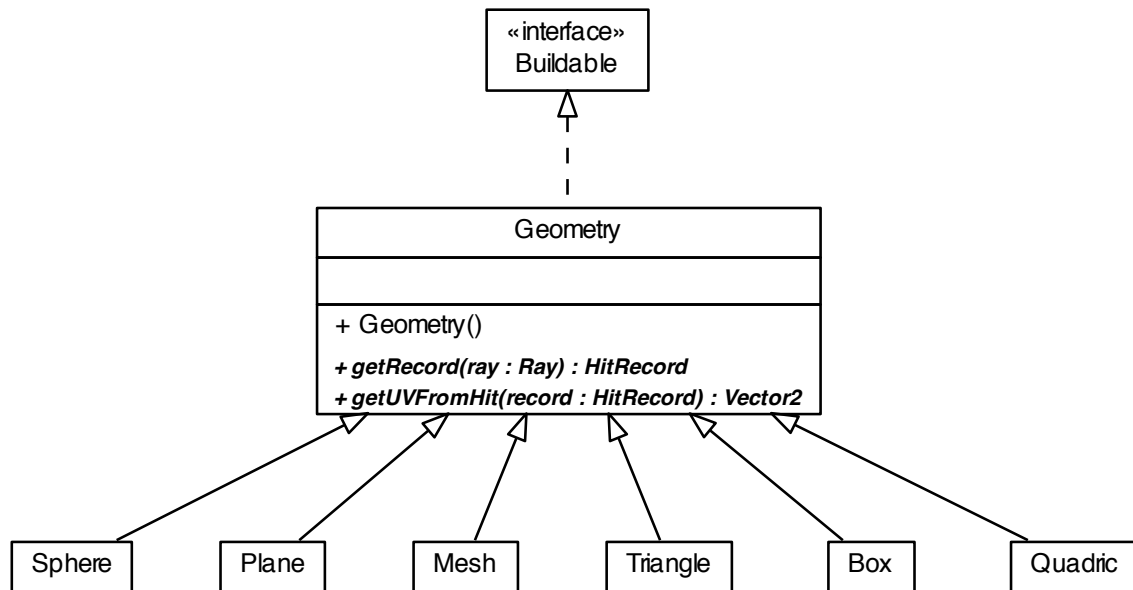 «interface»
Buildable
Geometry
+ Geometry()
+ getRecord(ray : Ray) : HitRecord
+ getUVFromHit(record : HitRecord) : Vector2
Sphere
Plane
Mesh
Triangle
Box
Quadric